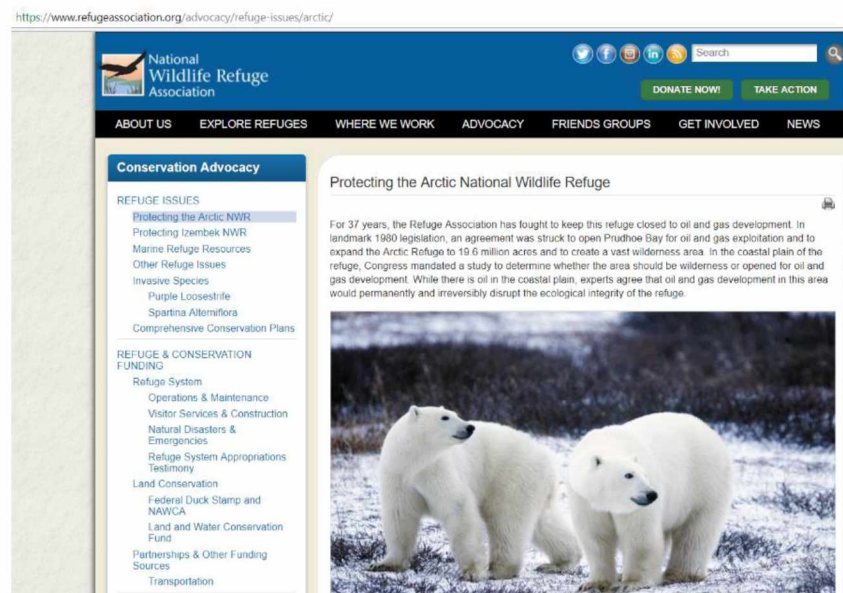 https://www.refugeassociation.org/advocacy/refuge-issues/arctic/
National
Wildlife Refuge
Association
Search
DONATE NOW!
TAKE ACTION
ABOUT US
EXPLORE REFUGES
WHERE WE WORK
ADVOCACY
FRIENDS GROUPS
GET INVOLVED
NEWS
Conservation Advocacy
REFUGE ISSUES
Protecting the Arctic NWR
Protecting Izembek NWR
Marine Refuge Resources
Other Refuge Issues
Invasive Species
Purple Loosestrife
Spartina Alterniflora
Comprehensive Conservation Plans
REFUGE & CONSERVATION
FUNDING
Refuge System
Operations & Maintenance
Visitor Services & Construction
Natural Disasters &
Emergencies
Refuge System Appropriations
Testimony
Land Conservation
Federal Duck Stamp and
NAWCA
Land and Water Conservation
Fund
Partnerships & Other Funding
Sources
Transportation
Protecting the Arctic National Wildlife Refuge
For 37 years, the Refuge Association has fought to keep this refuge closed to oil and gas development. In
landmark 1980 legislation, an agreement was struck to open Prudhoe Bay for oil and gas exploitation and to
expand the Arctic Refuge to 19.6 million acres and to create a vast wilderness area. In the coastal plain of the
refuge, Congress mandated a study to determine whether the area should be wilderness or opened for oil and
gas development. While there is oil in the coastal plain, experts agree that oil and gas development in this area
would permanently and irreversibly disrupt the ecological integrity of the refuge.